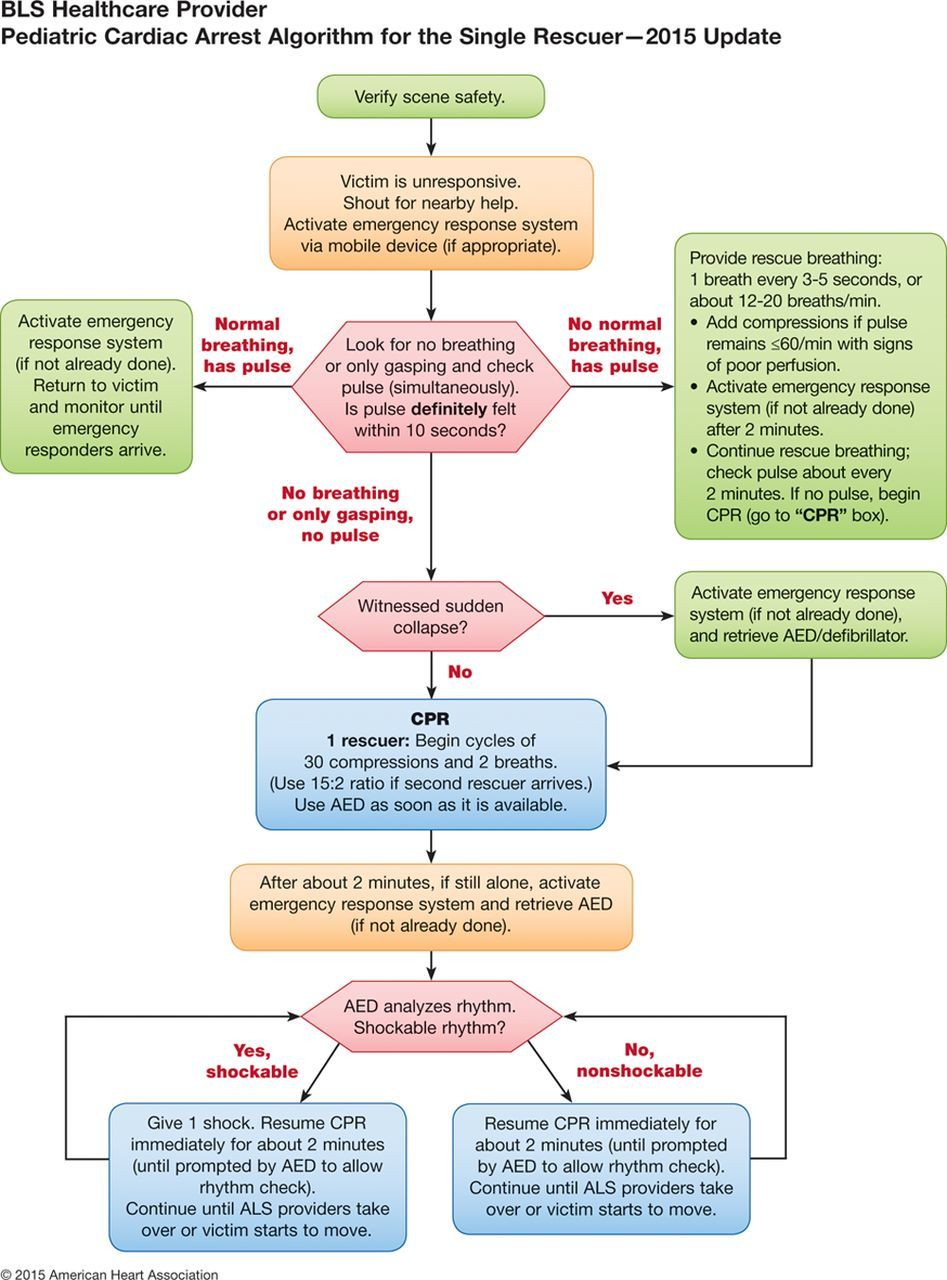 BLS Healthcare Provider
Pediatric Cardiac Arrest Algorithm for the Single Rescuer—2015 Update
Verify scene safety.
Victim is unresponsive.
Shout for nearby help.
Activate emergency response system
via mobile device (if appropriate).
Activate emergency
response system
(if not already done).
Return to victim
and monitor until
emergency
responders arrive.
Normal
breathing,
has pulse
Look for no breathing
or only gasping and check
pulse (simultaneously).
Is pulse definitely felt
within 10 seconds?
No normal
breathing,
has pulse
Provide rescue breathing:
1 breath every 3-5 seconds, or
about 12-20 breaths/min.
• Add compressions if pulse
remains ≤60/min with signs
of poor perfusion.
• Activate emergency response
system (if not already done)
after 2 minutes.
• Continue rescue breathing;
check pulse about every
2 minutes. If no pulse, begin
CPR (go to “CPR” box).
No breathing
or only gasping,
no pulse
Witnessed sudden
collapse?
Yes
Activate emergency response
system (if not already done),
and retrieve AED/defibrillator.
No
CPR
1 rescuer: Begin cycles of
30 compressions and 2 breaths.
(Use 15:2 ratio if second rescuer arrives.)
Use AED as soon as it is available.
After about 2 minutes, if still alone, activate
emergency response system and retrieve AED
(if not already done).
AED analyzes rhythm.
Shockable rhythm?
Yes,
shockable
No,
nonshockable
Give 1 shock. Resume CPR
immediately for about 2 minutes
(until prompted by AED to allow
rhythm check).
Continue until ALS providers take
over or victim starts to move.
Resume CPR immediately for
about 2 minutes (until prompted
by AED to allow rhythm check).
Continue until ALS providers take
over or victim starts to move.
© 2015 American Heart Association